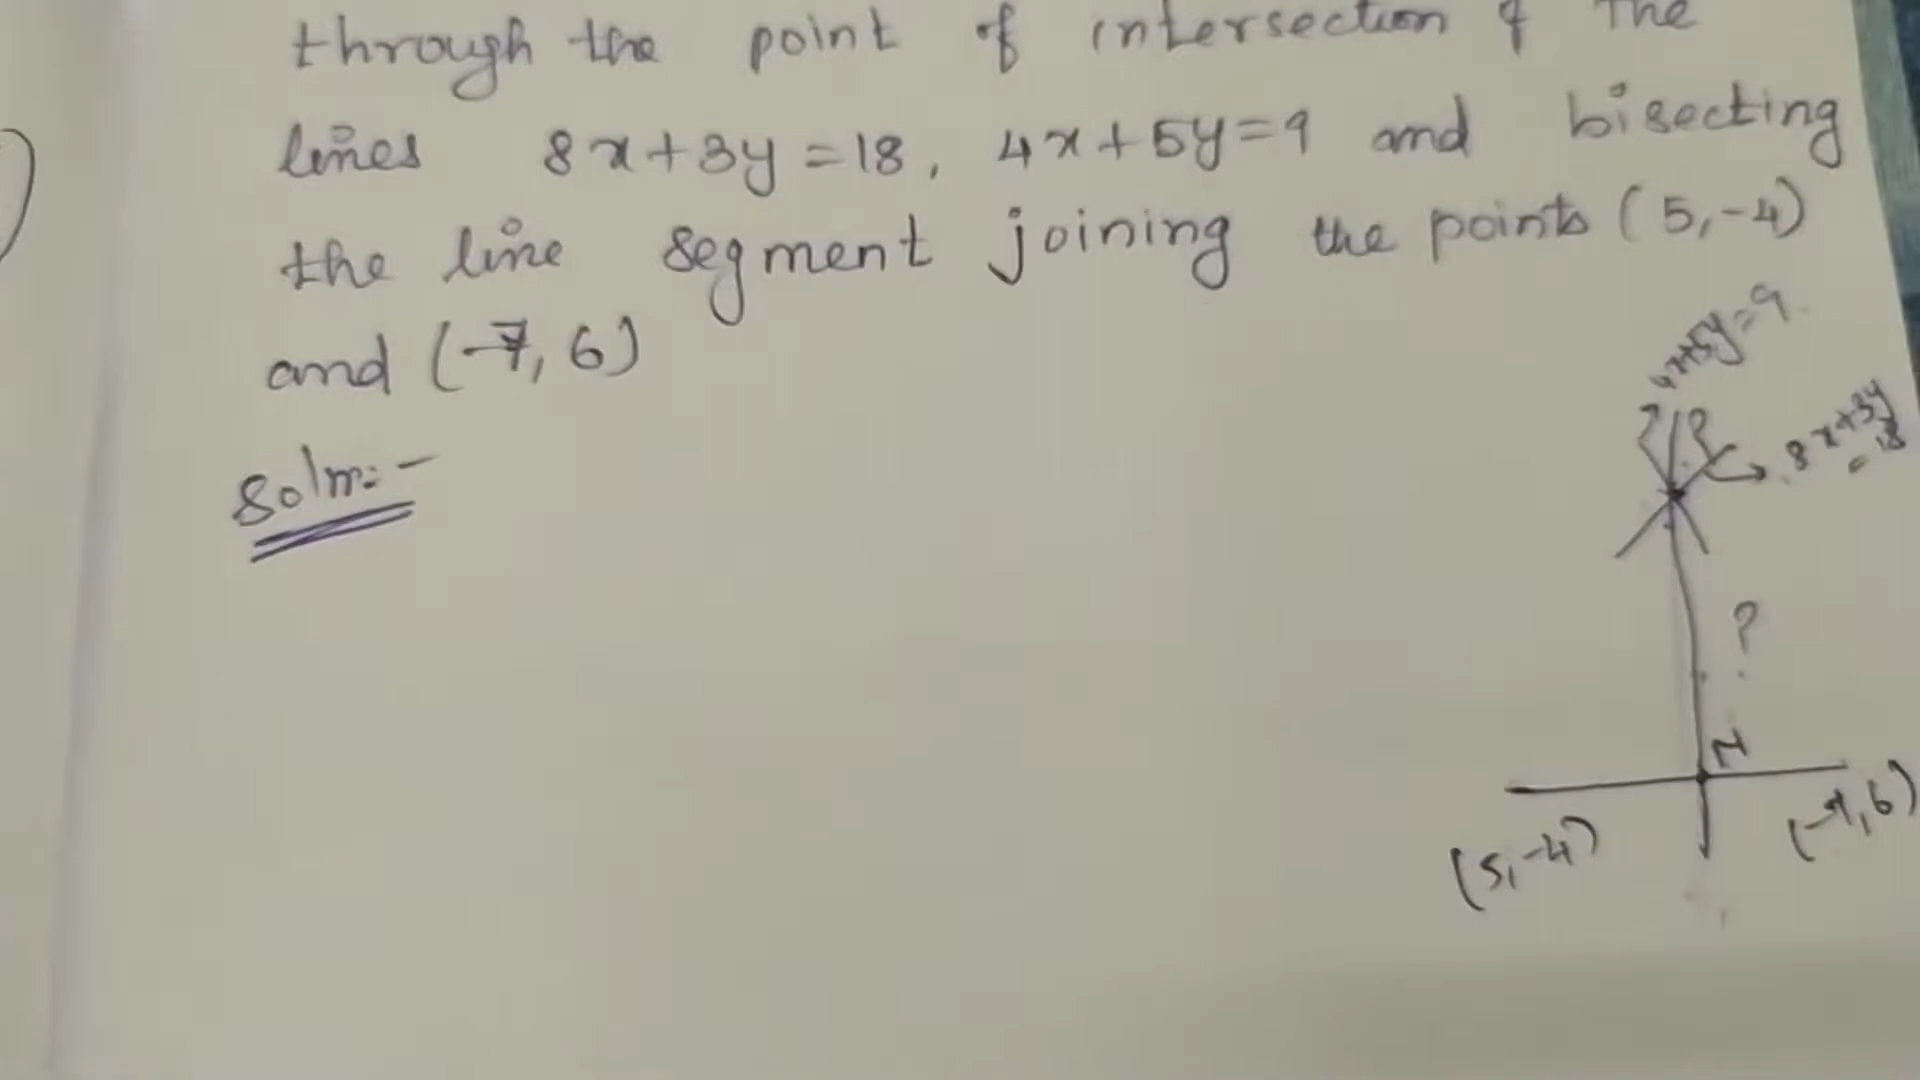 through the point of intersection of the
lines 8x+3y=18, 4x+5y=9 and bisecting
the line segment joining the points (5,-4)
and (-7, 6)
Soln:-
4x+5y=9
8x+3y
=18
?
N
(5,-4)
(-7,6)